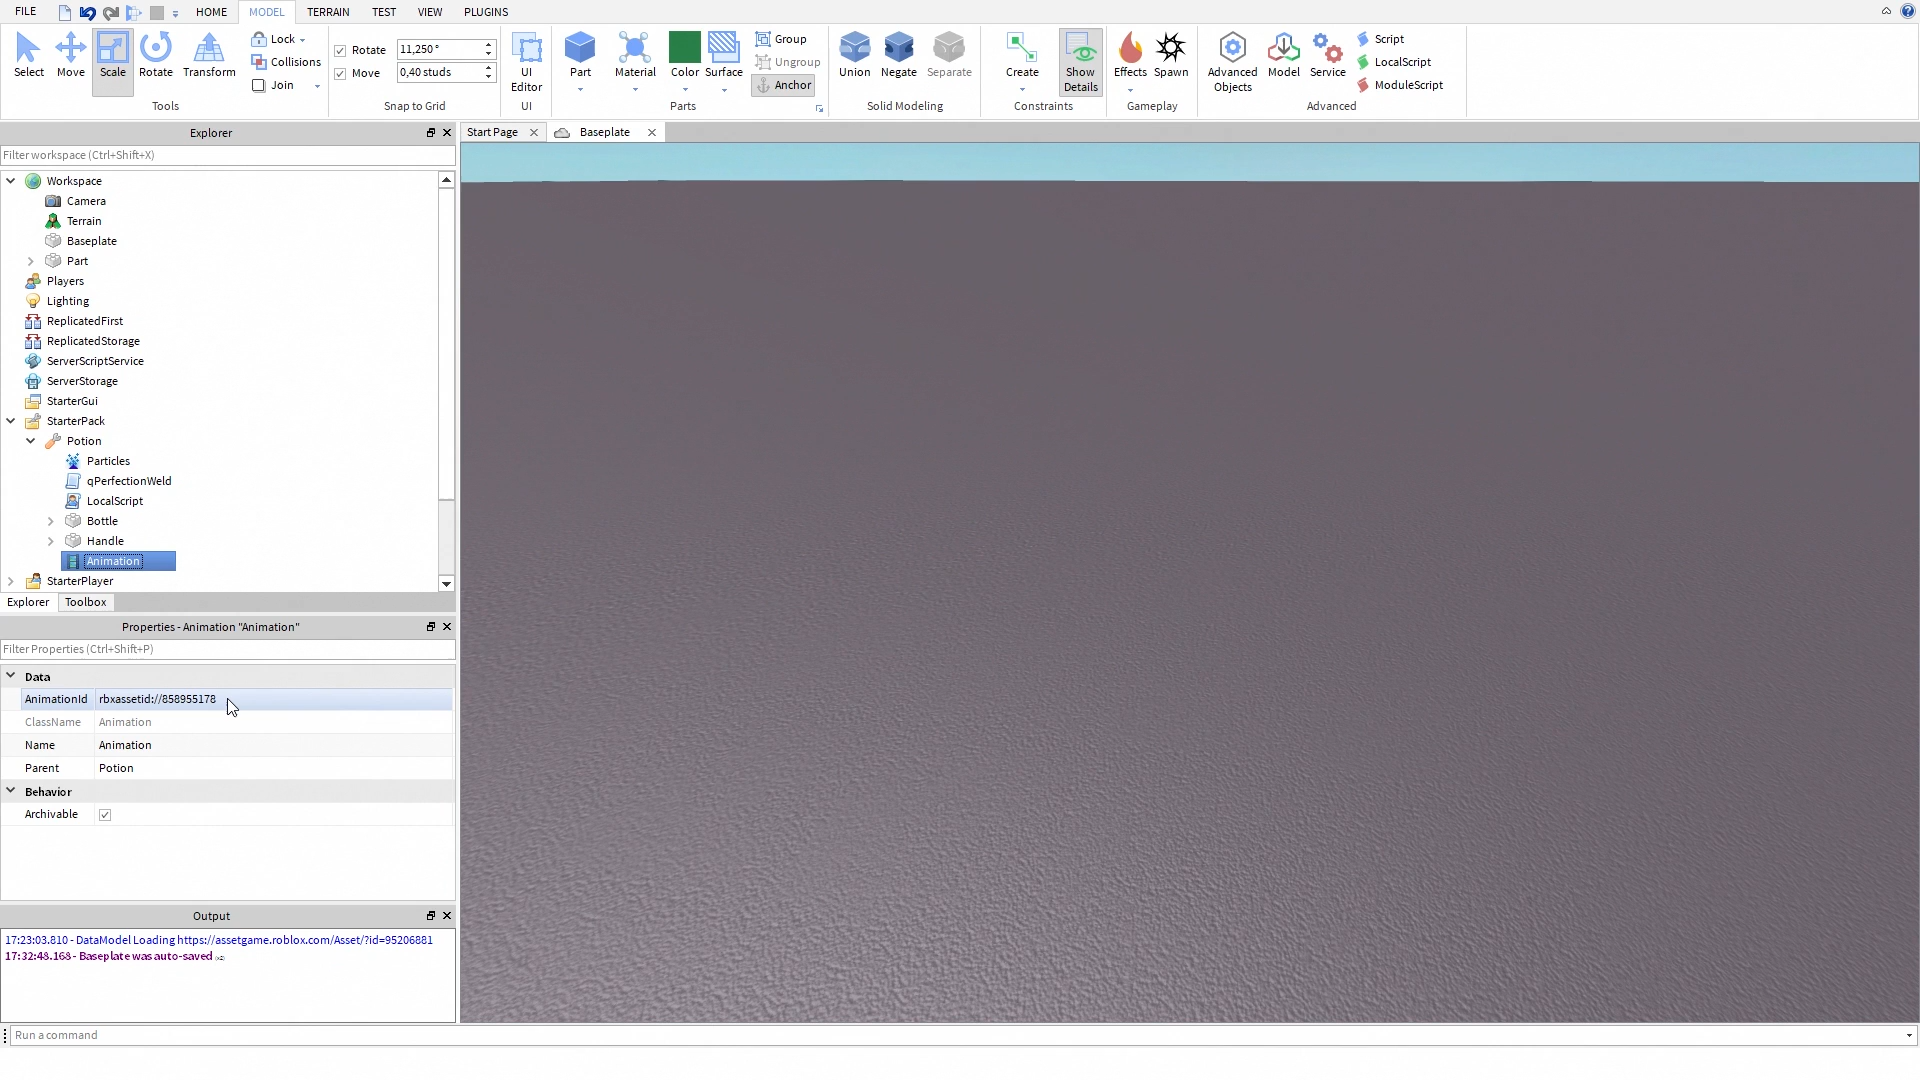 FILE
HOME
MODEL
TERRAIN
TEST
VIEW
PLUGINS
Select
Move
Scale
Rotate
Transform
Lock
Collisions
Join
Tools
Rotate
11,250°
Move
0,40 studs
Snap to Grid
UI
Editor
UI
Part
Material
Color
Surface
Group
Ungroup
Anchor
Parts
Union
Negate
Separate
Solid Modeling
Create
Show
Details
Constraints
Effects
Spawn
Gameplay
Advanced
Objects
Model
Service
Script
LocalScript
ModuleScript
Advanced
Explorer
Start Page
Baseplate
Filter workspace (Ctrl+Shift+X)
Workspace
Camera
Terrain
Baseplate
Part
Players
Lighting
ReplicatedFirst
ReplicatedStorage
ServerScriptService
ServerStorage
StarterGui
StarterPack
Potion
Particles
qPerfectionWeld
LocalScript
Bottle
Handle
Animation
StarterPlayer
Explorer
Toolbox
Properties - Animation "Animation"
Filter Properties (Ctrl+Shift+P)
Data
AnimationId rbxassetid://858955178
ClassName Animation
Name Animation
Parent Potion
Behavior
Archivable
Output
17:23:03.810 - DataModel Loading https://assetgame.roblox.com/Asset/?id=95206881
17:32:48.168 - Baseplate was auto-saved
Run a command